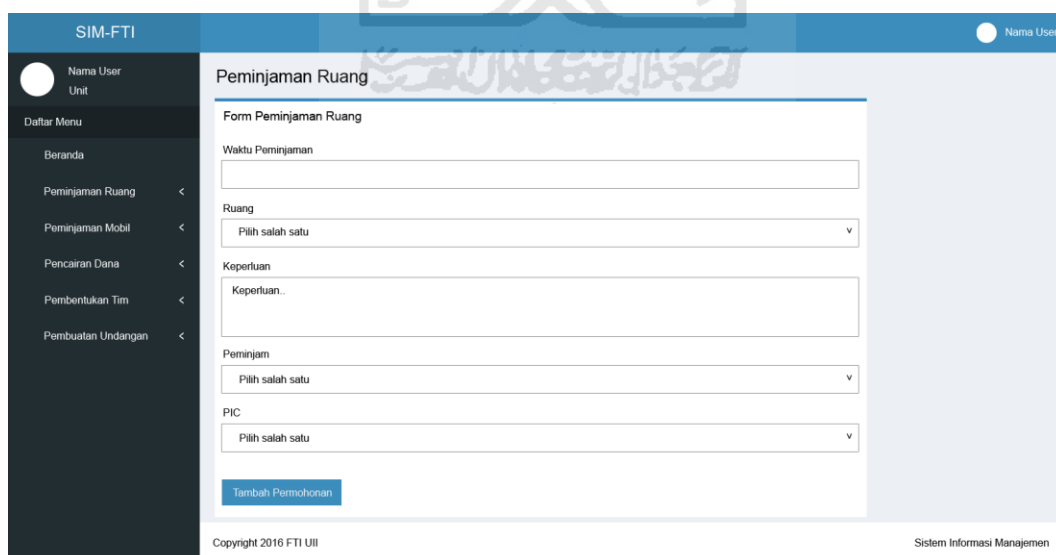 SIM-FTI
Nama User
Nama User
Unit
Daftar Menu
Beranda
Peminjaman Ruang <
Peminjaman Mobil <
Pencairan Dana <
Pembentukan Tim <
Pembuatan Undangan <
Peminjaman Ruang
Form Peminjaman Ruang
Waktu Peminjaman
Ruang
Pilih salah satu v
Keperluan
Keperluan..
Peminjam
Pilih salah satu v
PIC
Pilih salah satu v
Tambah Permohonan
Copyright 2016 FTI UII
Sistem Informasi Manajemen